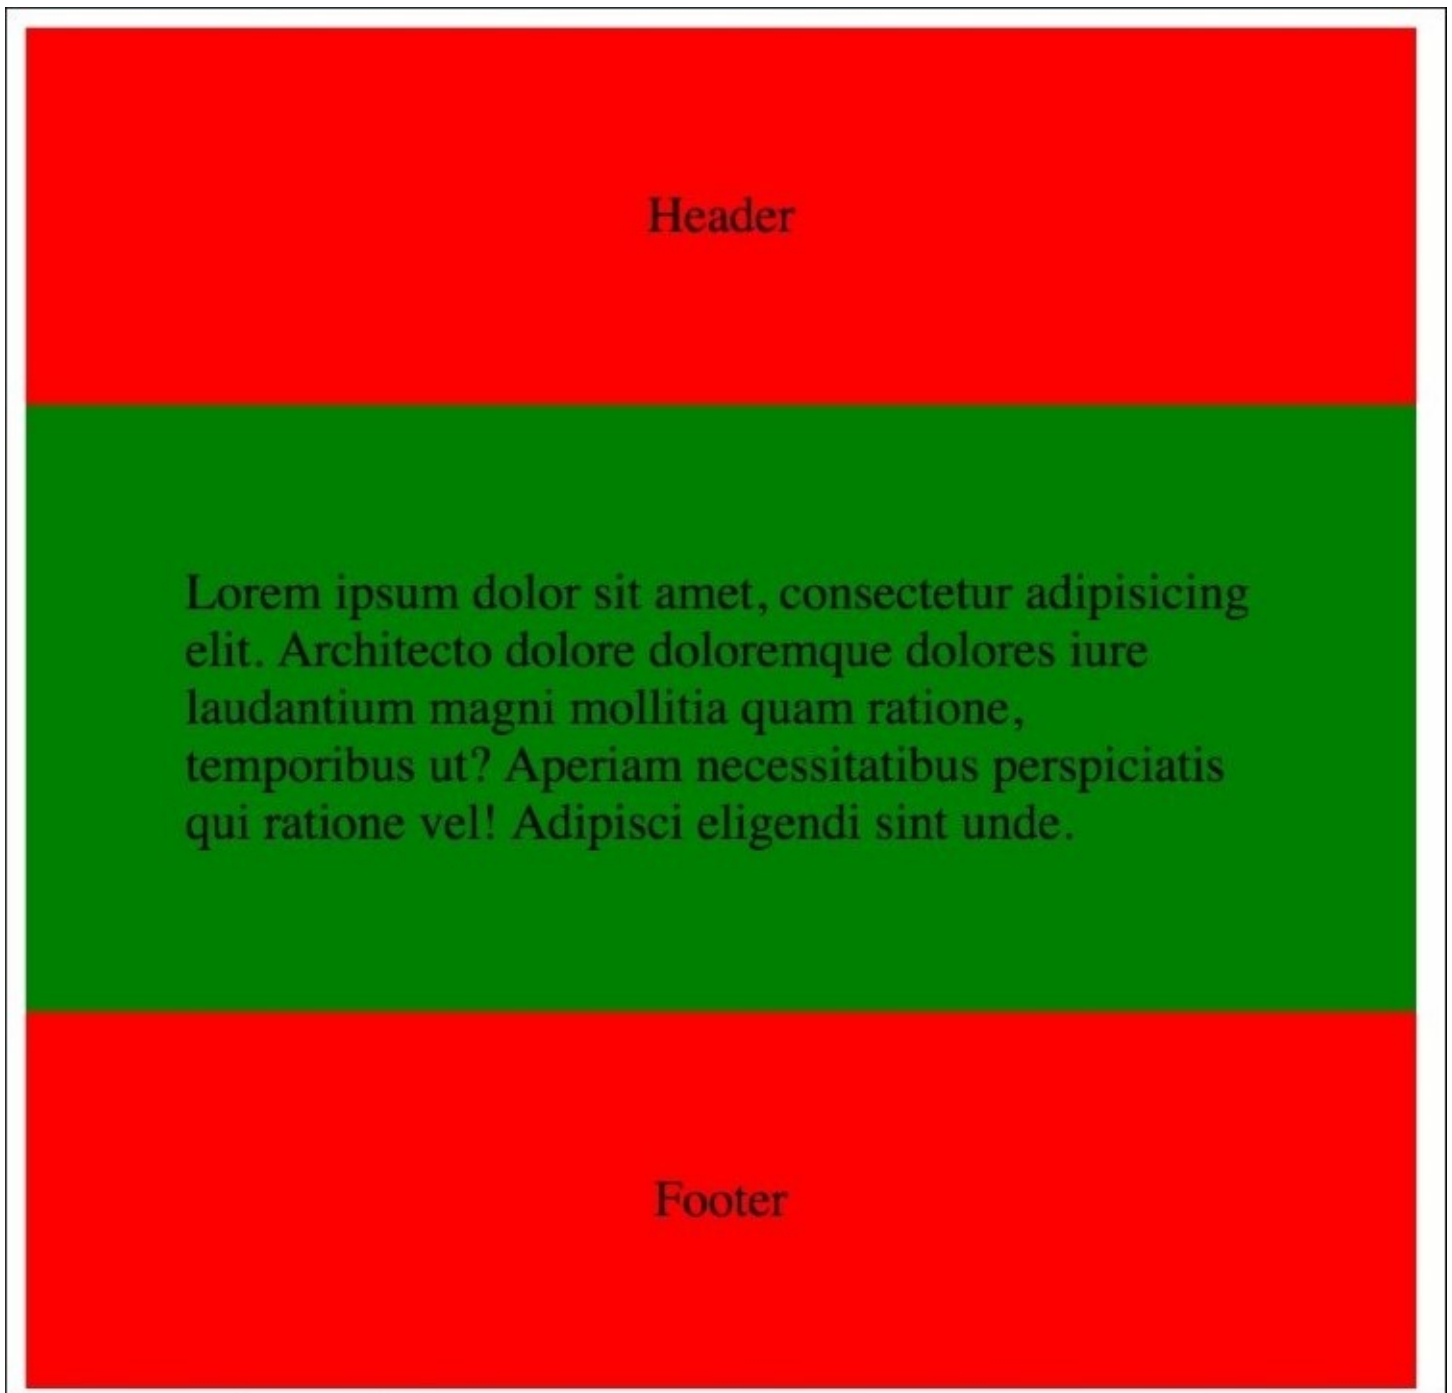 Header
Lorem ipsum dolor sit amet, consectetur adipisicing
elit. Architecto dolore doloremque dolores iure
laudantium magni mollitia quam ratione,
temporibus ut? Aperiam necessitatibus perspiciatis
qui ratione vel! Adipisci eligendi sint unde.
Footer